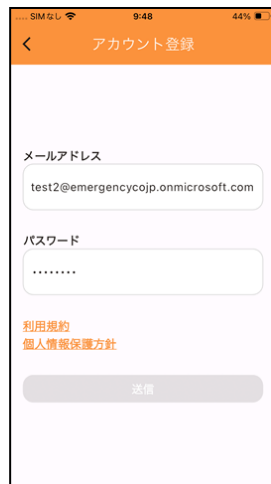 .... SIMなし 9:48 44%
アカウント登録
メールアドレス
test2@emergencycojp.onmicrosoft.com
パスワード
••••••••
利用規約
個人情報保護方針
送信